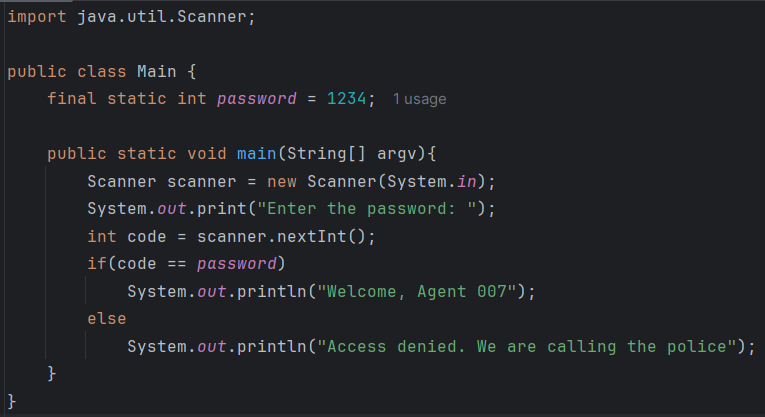 import java.util.Scanner;
public class Main {
final static int password = 1234; 1 usage
public static void main(String[] argv){
Scanner scanner = new Scanner(System.in);
System.out.print("Enter the password: ");
int code = scanner.nextInt();
if(code == password)
System.out.println("Welcome, Agent 007");
else
System.out.println("Access denied. We are calling the police");
}
}